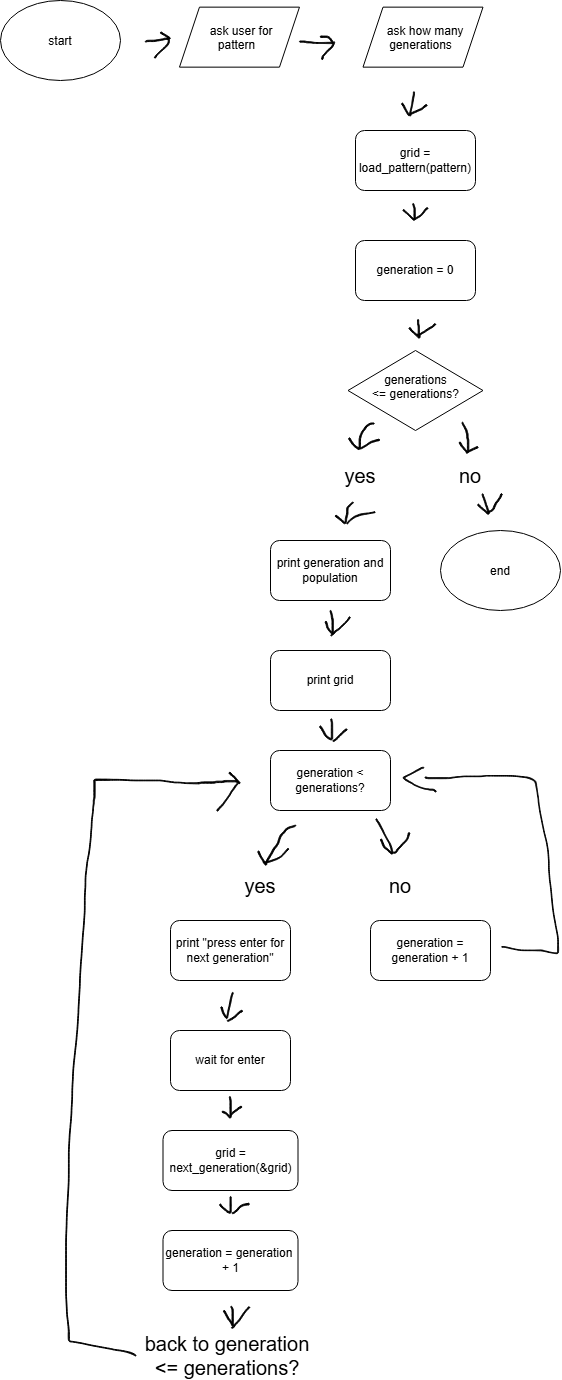 start
ask user for
pattern
ask how many
generations
grid =
load_pattern(pattern)
generation = 0
generations
<= generations?
yes
no
print generation and
population
end
print grid
generation <
generations?
yes
no
print "press enter for
next generation"
generation =
generation + 1
wait for enter
grid =
next_generation(&grid)
generation = generation
+ 1
back to generation
<= generations?